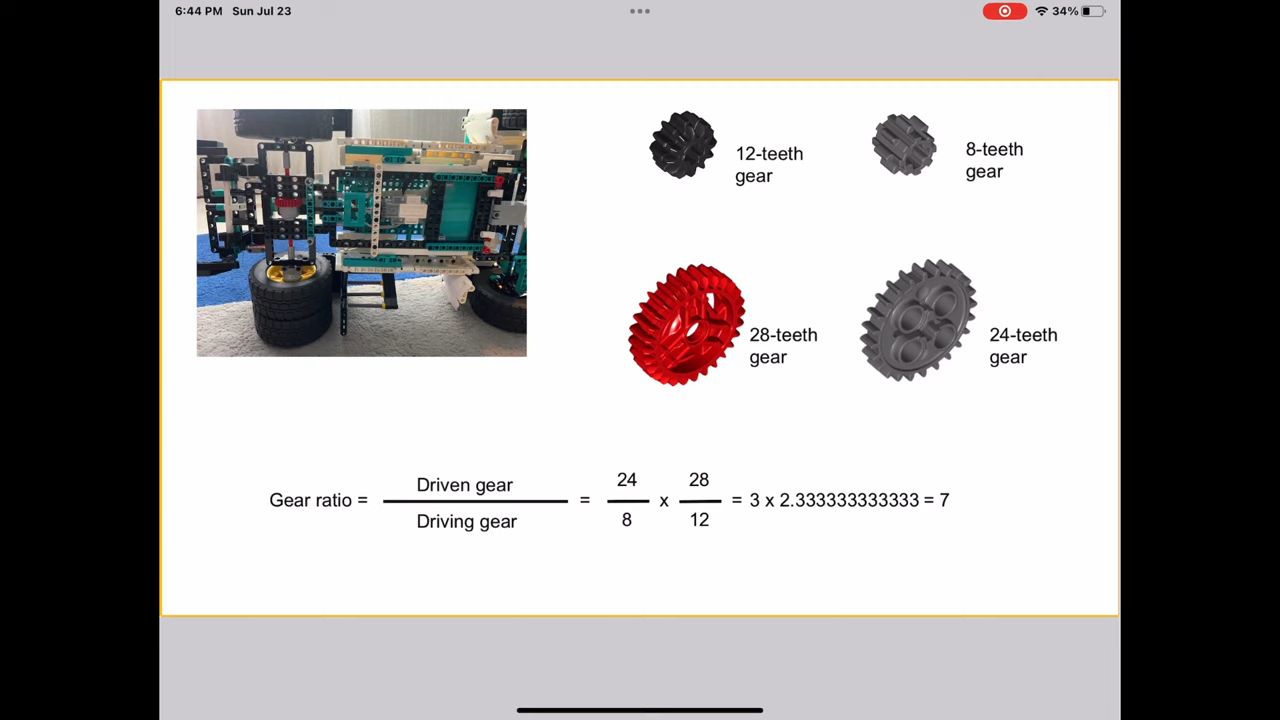 6:44 PM Sun Jul 23
34%
12-teeth
gear
8-teeth
gear
28-teeth
gear
24-teeth
gear
Gear ratio = Driven gear / Driving gear = 24 / 8 x 28 / 12 = 3 x 2.333333333333 = 7